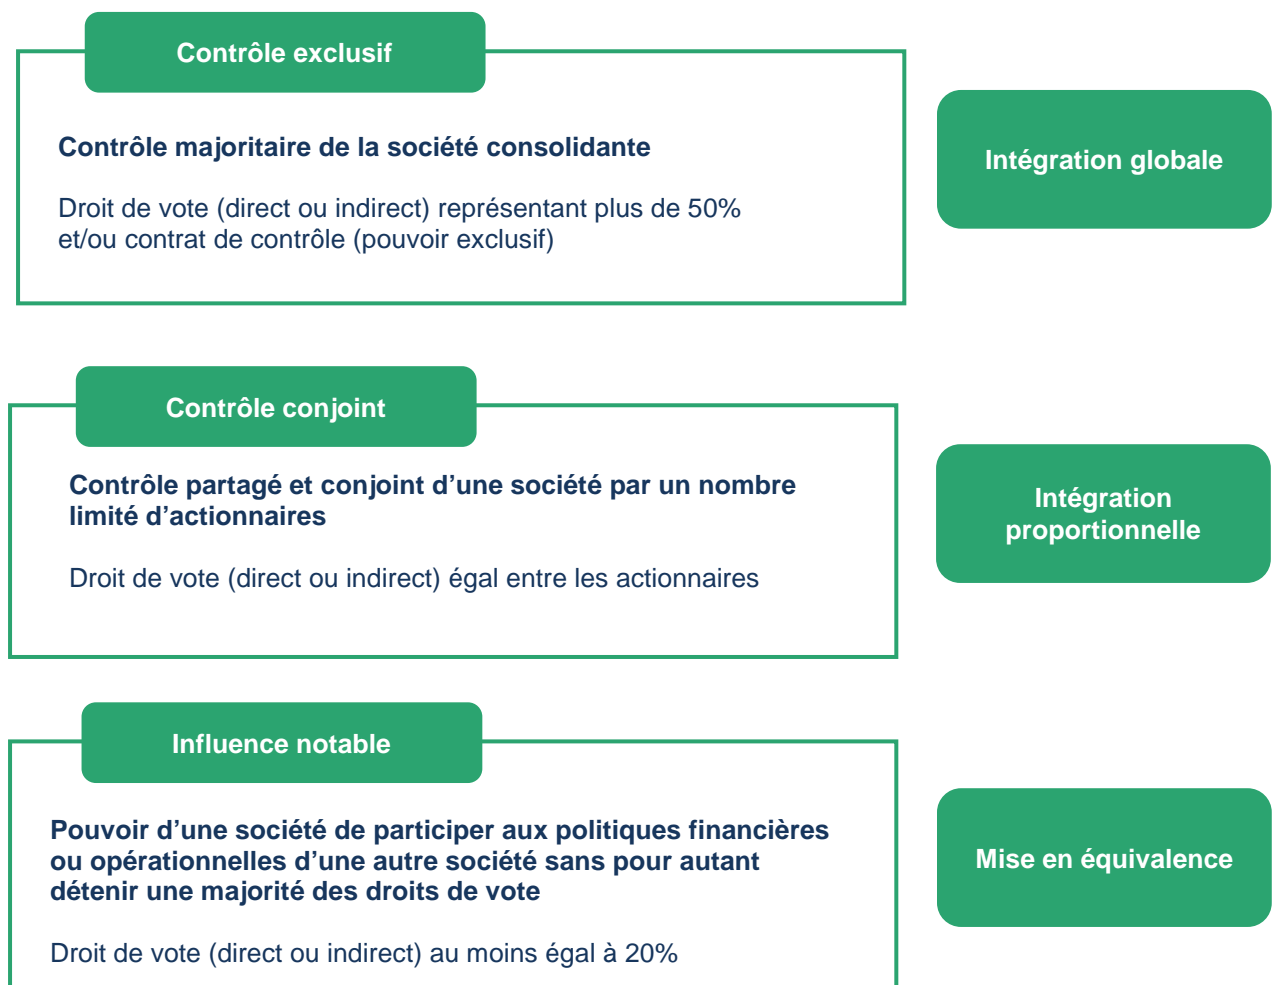 Contrôle exclusif
Contrôle majoritaire de la société consolidante
Droit de vote (direct ou indirect) représentant plus de 50%
et/ou contrat de contrôle (pouvoir exclusif)
Intégration globale
Contrôle conjoint
Contrôle partagé et conjoint d’une société par un nombre
limité d’actionnaires
Droit de vote (direct ou indirect) égal entre les actionnaires
Intégration
proportionnelle
Influence notable
Pouvoir d’une société de participer aux politiques financières
ou opérationnelles d’une autre société sans pour autant
détenir une majorité des droits de vote
Droit de vote (direct ou indirect) au moins égal à 20%
Mise en équivalence